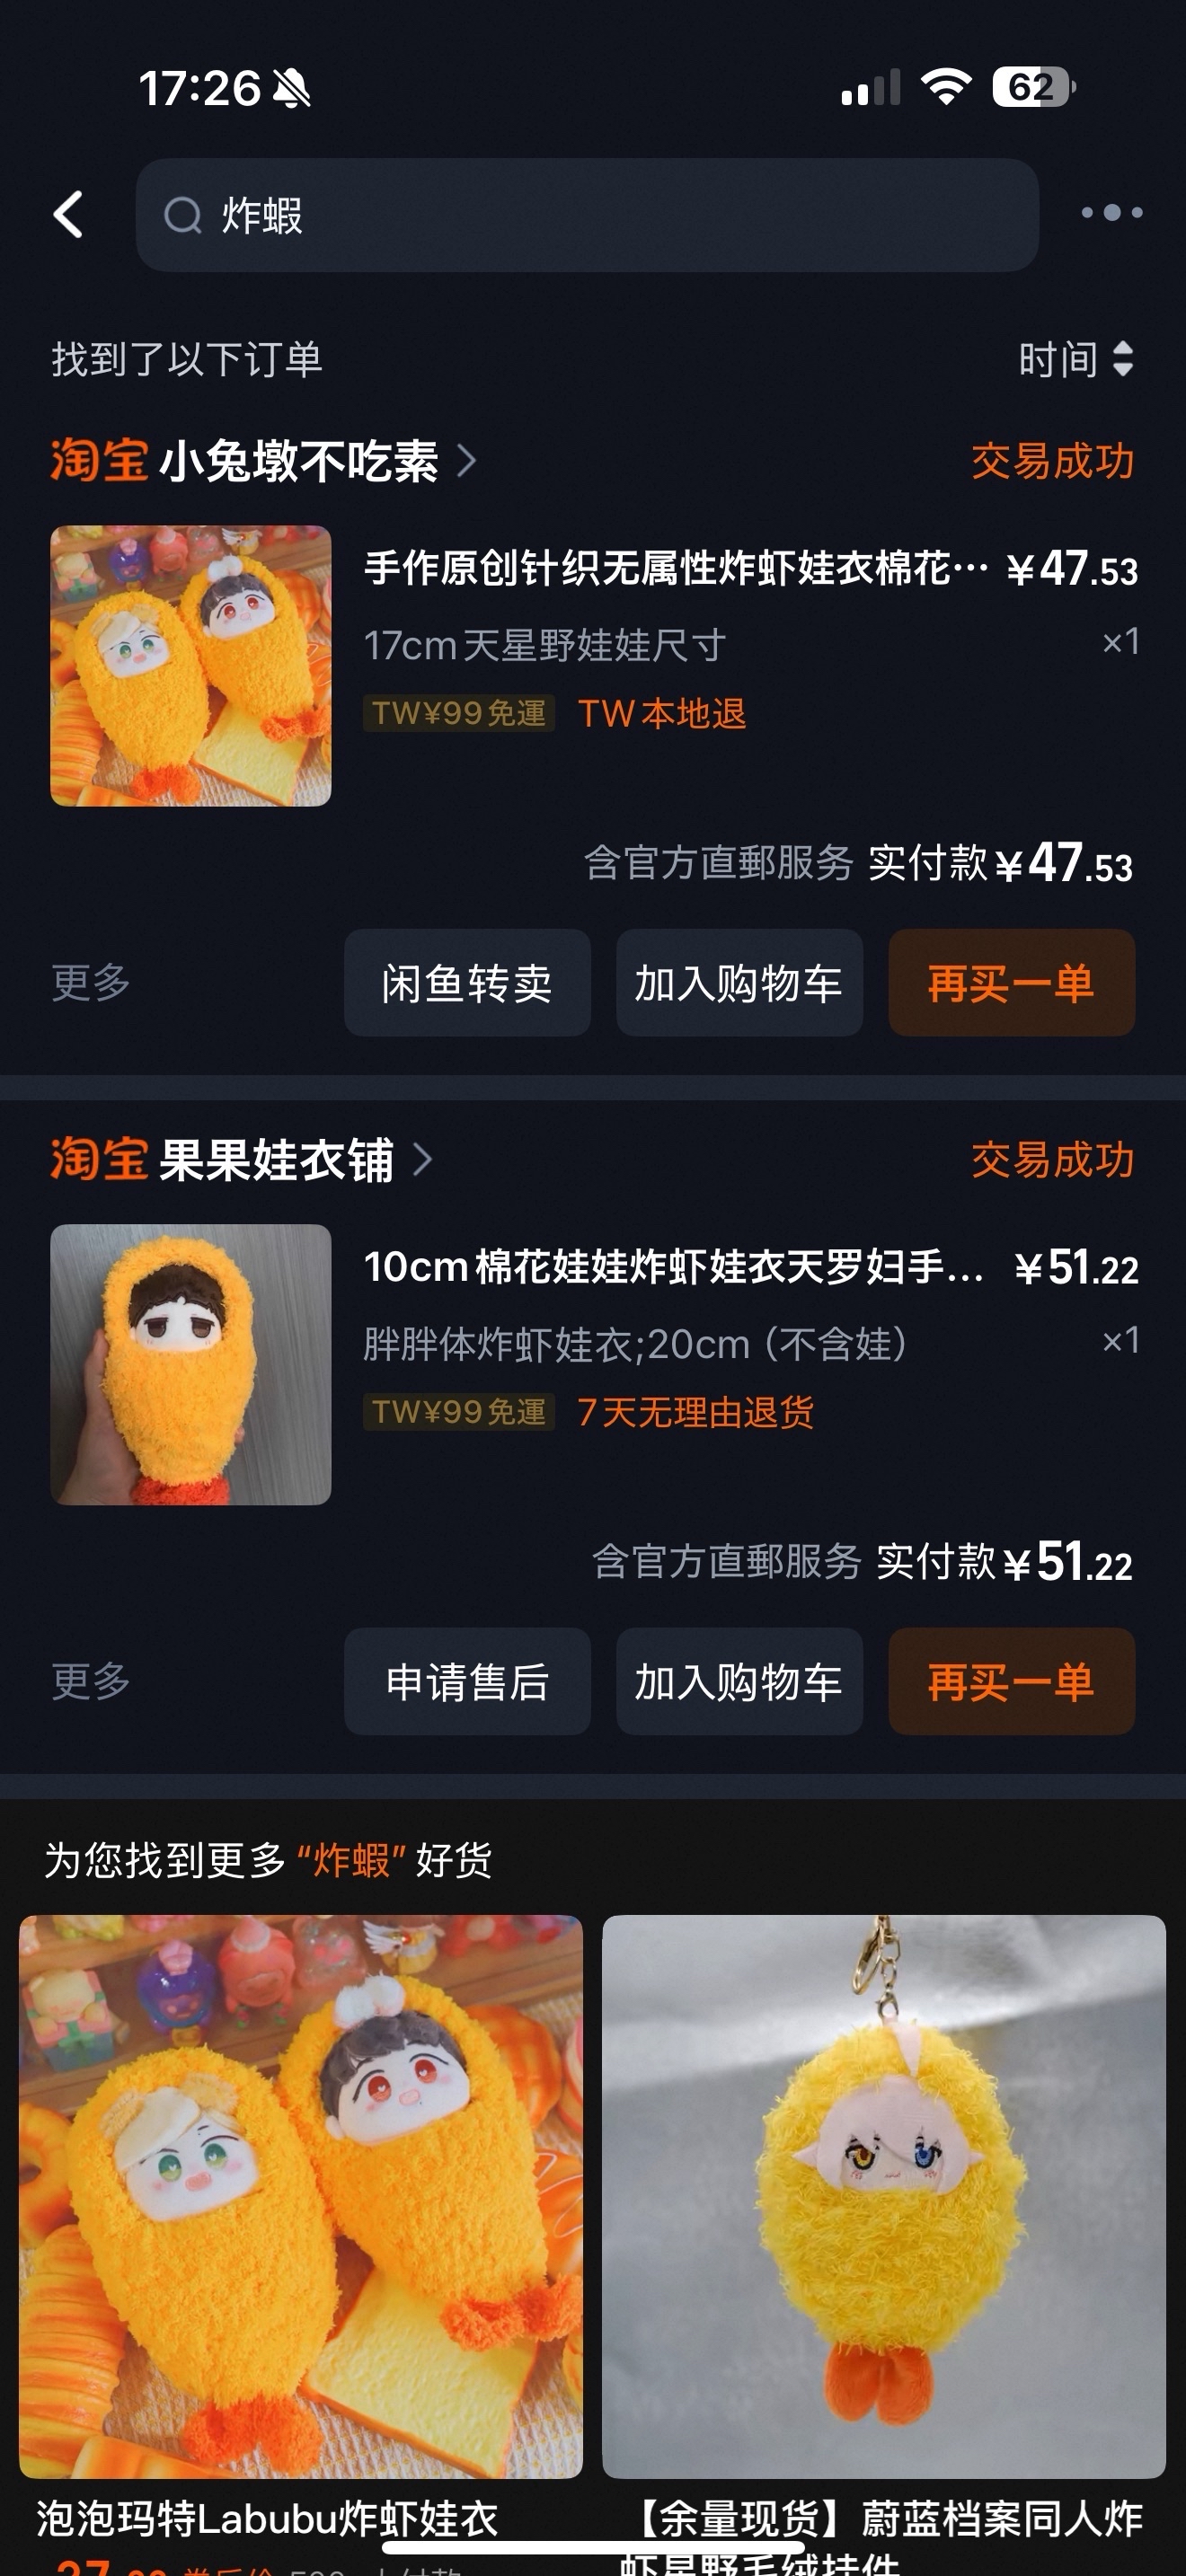 17:26
62
炸蝦
找到了以下订单
时间
淘宝 小兔墩不吃素
交易成功
手作原创针织无属性炸虾娃衣棉花… ¥47.53
17cm天星野娃娃尺寸 ×1
TW¥99免運 TW本地退
含官方直郵服务 实付款¥47.53
更多 闲鱼转卖 加入购物车 再买一单
淘宝 果果娃衣铺
交易成功
10cm棉花娃娃炸虾娃衣天罗妇手... ¥51.22
胖胖体炸虾娃衣;20cm（不含娃） ×1
TW¥99免運 7天无理由退货
含官方直郵服务 实付款¥51.22
更多 申请售后 加入购物车 再买一单
为您找到更多“炸蝦”好货
泡泡玛特Labubu炸虾娃衣
【余量现货】蔚蓝档案同人炸
虾星野毛绒挂件